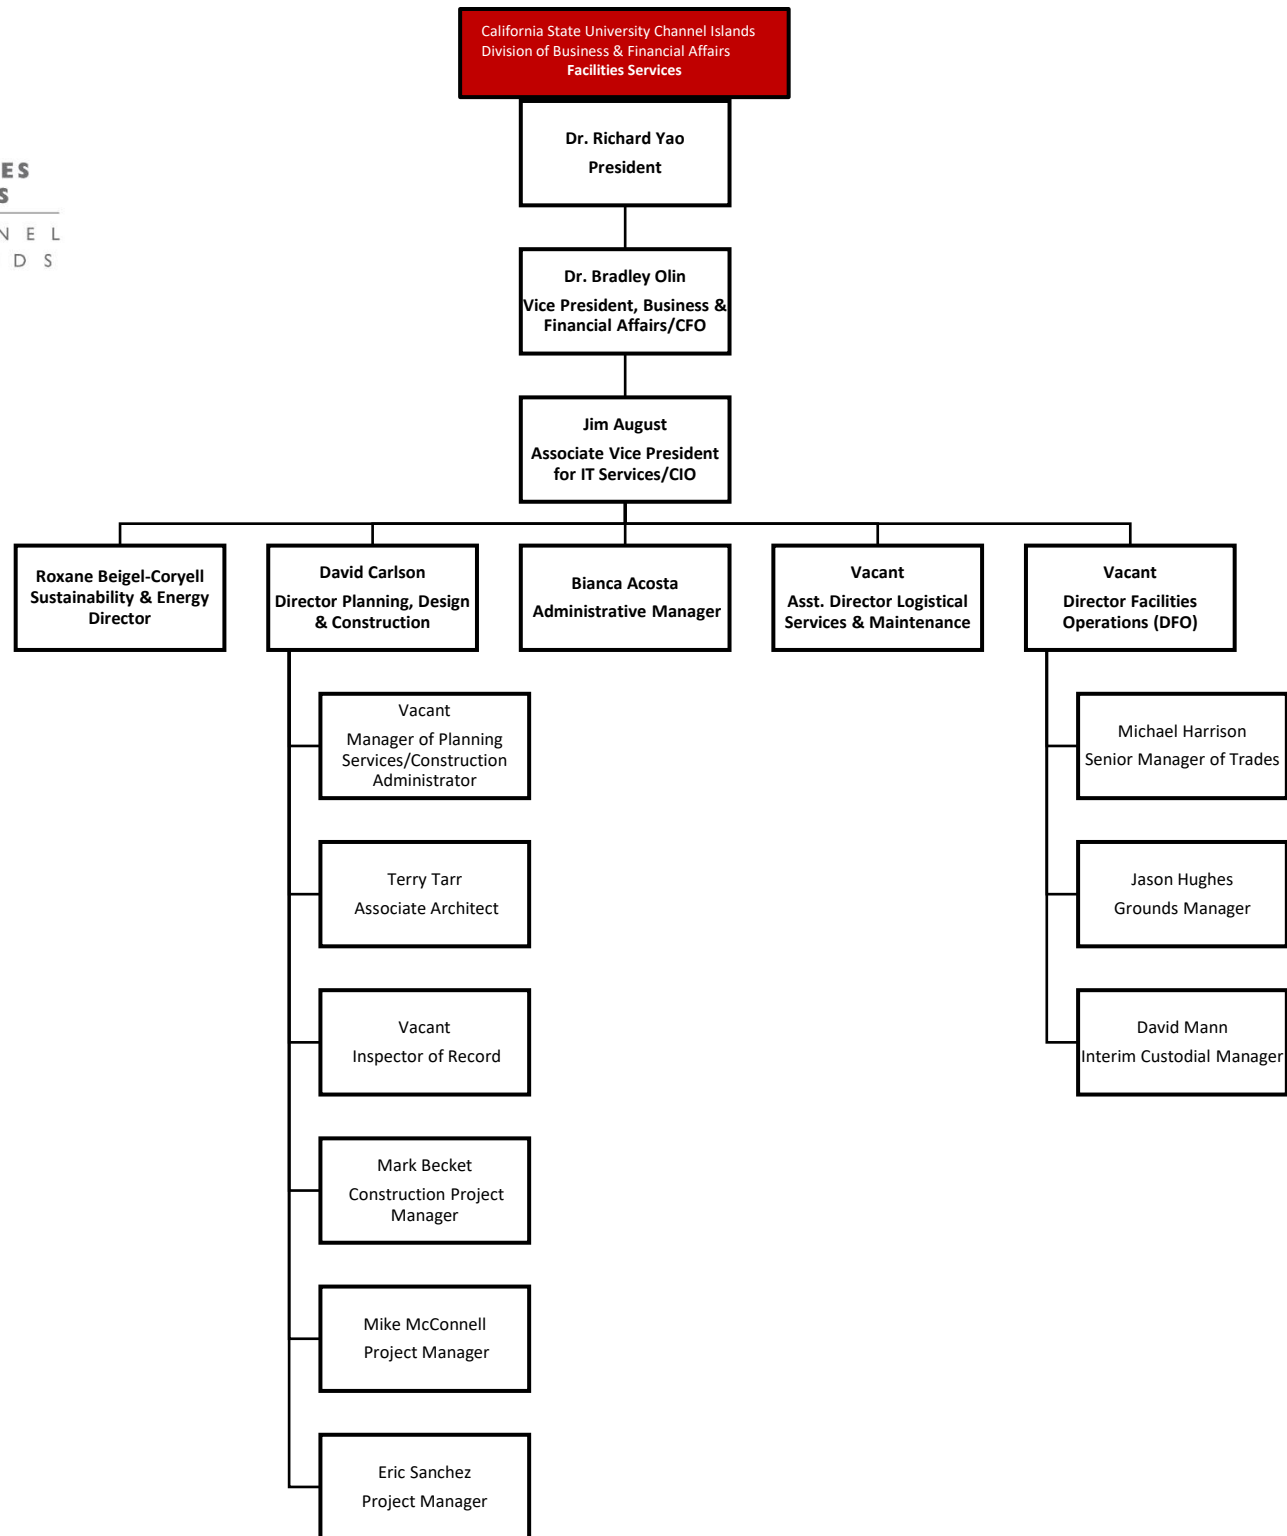 California State University Channel Islands
Division of Business & Financial Affairs
Facilities Services
Dr. Richard Yao
President
ES
S
N E L
D S
Dr. Bradley Olin
Vice President, Business &
Financial Affairs/CFO
Jim August
Associate Vice President
for IT Services/CIO
Roxane Beigel-Coryell
Sustainability & Energy
Director
David Carlson
Director Planning, Design
& Construction
Bianca Acosta
Administrative Manager
Vacant
Asst. Director Logistical
Services & Maintenance
Vacant
Director Facilities
Operations (DFO)
Vacant
Manager of Planning
Services/Construction
Administrator
Terry Tarr
Associate Architect
Vacant
Inspector of Record
Mark Becket
Construction Project
Manager
Mike McConnell
Project Manager
Eric Sanchez
Project Manager
Michael Harrison
Senior Manager of Trades
Jason Hughes
Grounds Manager
David Mann
Interim Custodial Manager